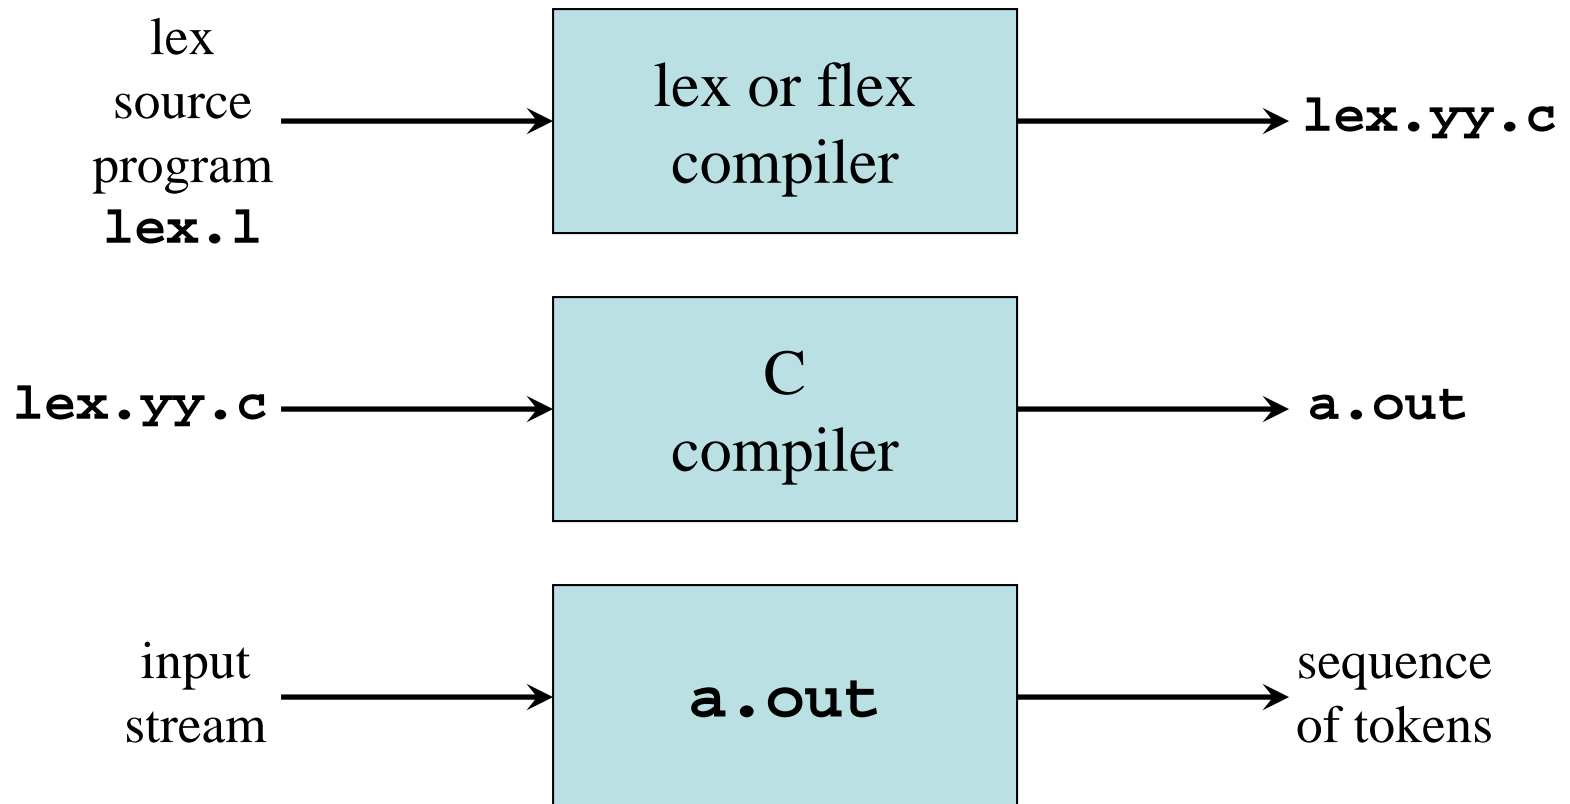 lex
source
program
lex.l
lex or flex
compiler
lex.yy.c
lex.yy.c
C
compiler
a.out
input
stream
a.out
sequence
of tokens